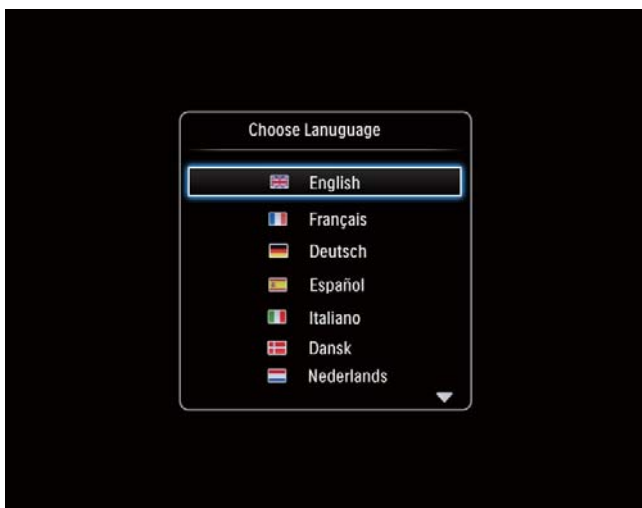 Choose Lanuguage
English
Français
Deutsch
Español
Italiano
Dansk
Nederlands